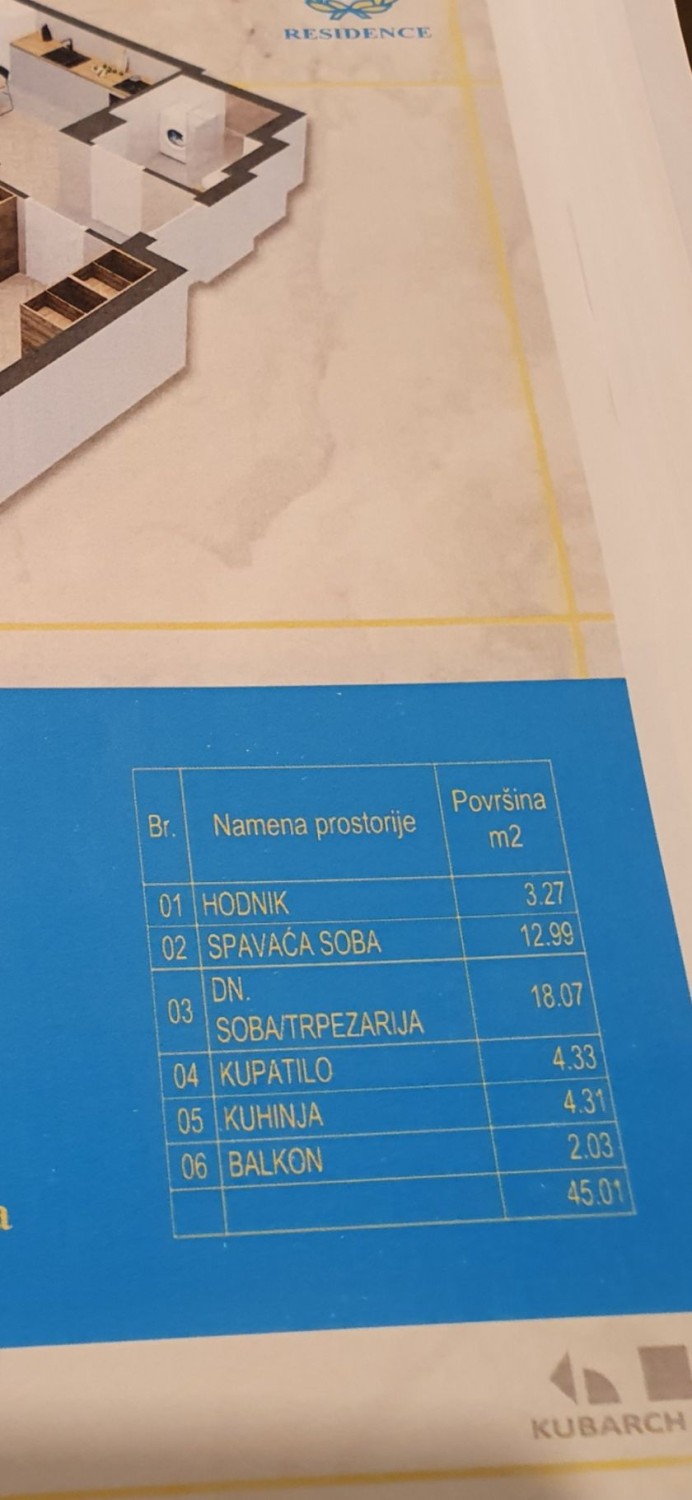 RESIDENCE
Br. Namena prostorije Površina m2
01 HODNIK 3.27
02 SPAVAĆA SOBA 12.99
03 DN. SOBA/TRPEZARIJA 18.07
04 KUPATILO 4.33
05 KUHINJA 4.31
06 BALKON 2.03
45.01
a
KUBARCH